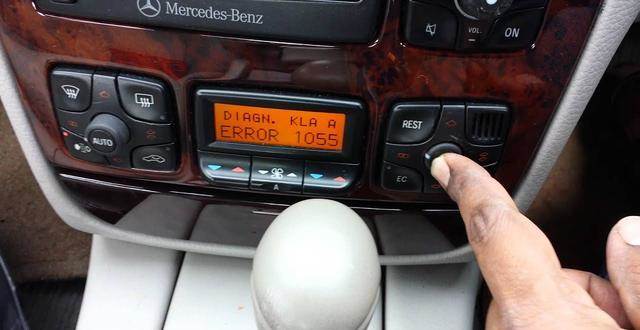 Mercedes-Benz
VOL.
ON
DIAGN. KLA A
ERROR 1055
REST
AUTO
EC
A